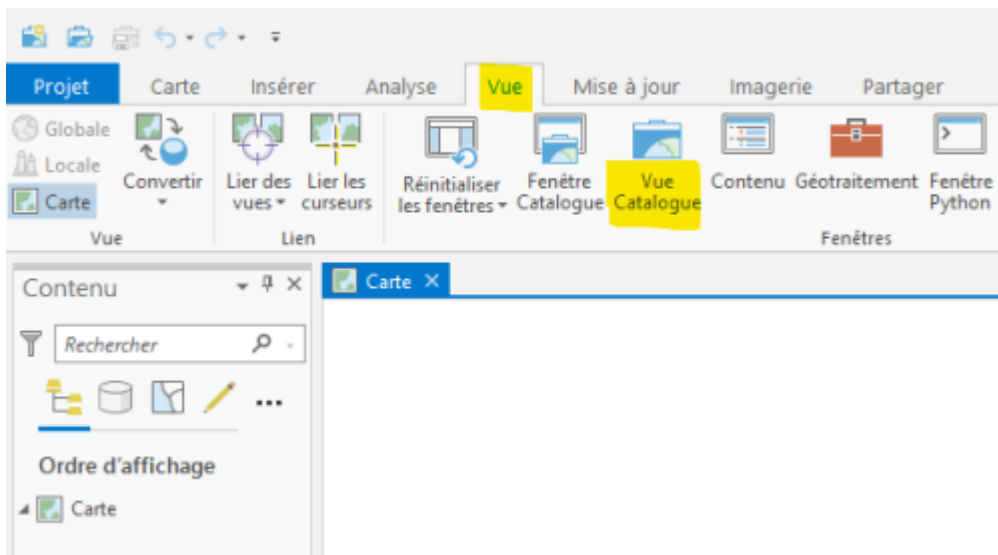 Projet Carte Insérer Analyse Vue Mise à jour Imagerie Partager
Globale
Locale
Carte
Convertir
Vue
Lier des
vues
Lier les
curseurs
Lien
Réinitialiser
les fenêtres
Fenêtre
Catalogue
Vue
Catalogue
Contenu
Géotraitement
Fenêtre
Python
Fenêtres
Contenu
Rechercher
Ordre d'affichage
Carte
Carte